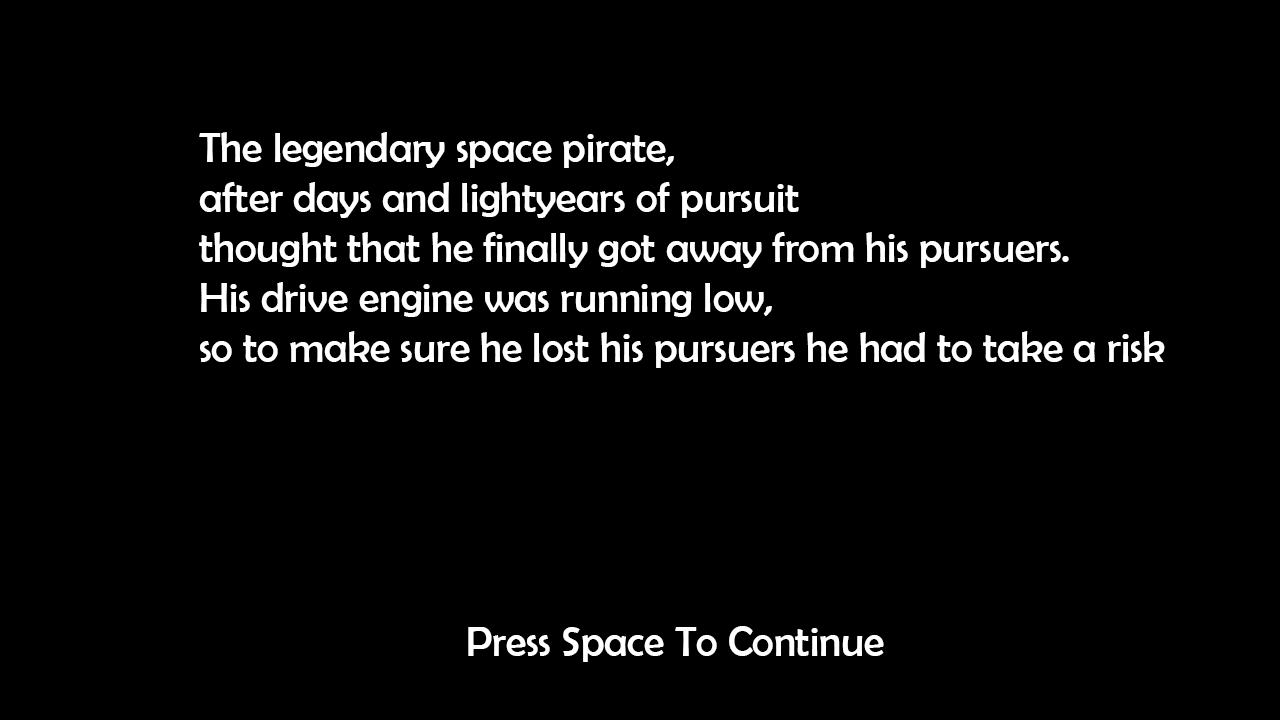 The legendary space pirate,
after days and lightyears of pursuit
thought that he finally got away from his pursuers.
His drive engine was running low,
so to make sure he lost his pursuers he had to take a risk
Press Space To Continue